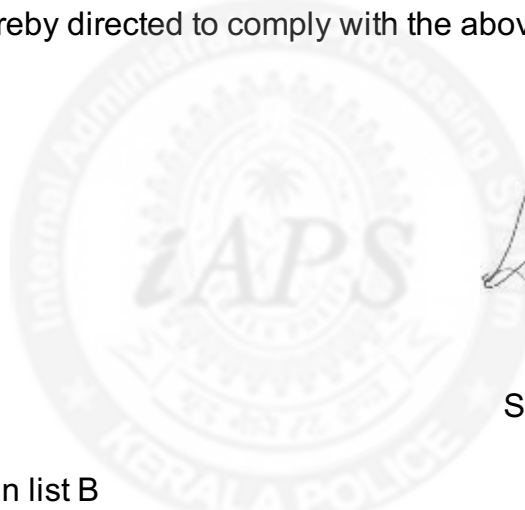 reby directed to comply with the abov
Internal Administration Processing System
iAPS
KERALA POLICE
S
n list B